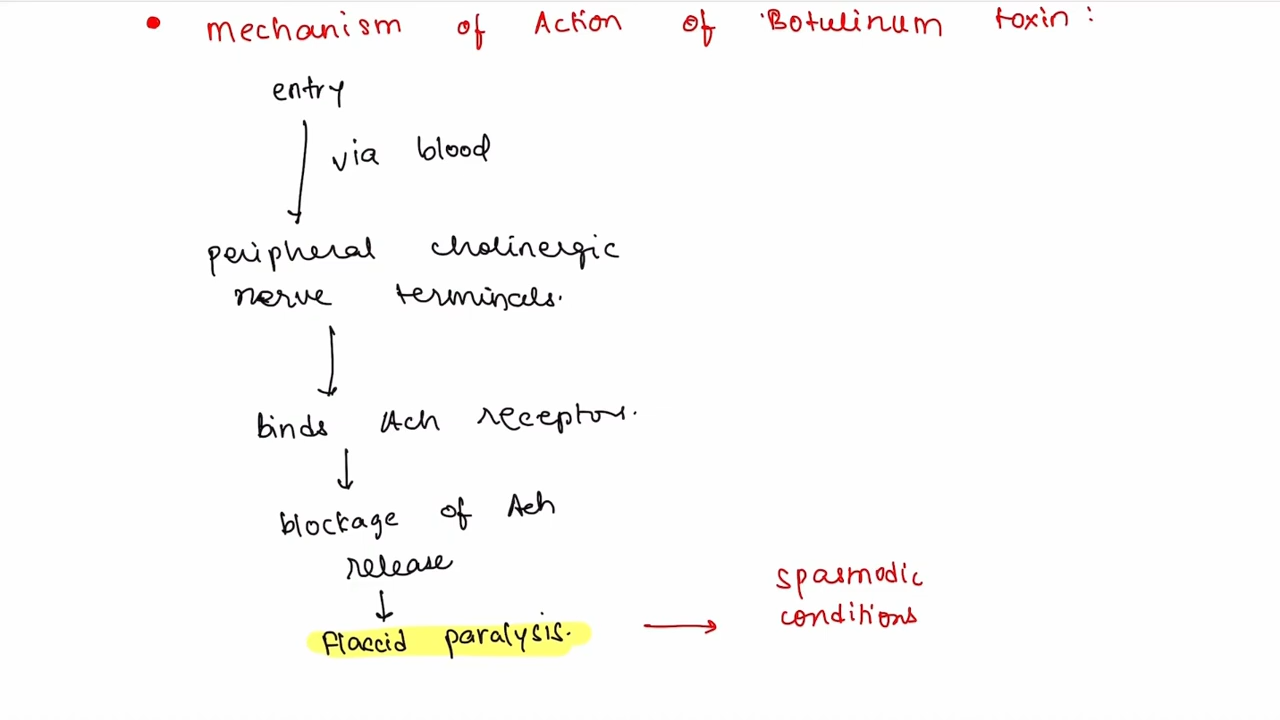 • mechanism of Action of Botulinum toxin:
entry
via blood
peripheral cholinergic
nerve terminals.
binds Ach receptors.
blockage of Ach
release
flaccid paralysis.
spasmodic
conditions